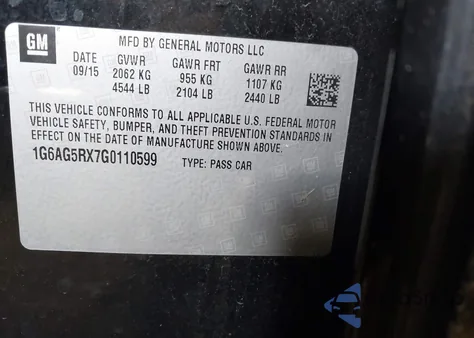 GM
MFD BY GENERAL MOTORS LLC
DATE GVWR GAWR FRT GAWR RR
09/15 2062 KG 955 KG 1107 KG
4544 LB 2104 LB 2440 LB
THIS VEHICLE CONFORMS TO ALL APPLICABLE U.S. FEDERAL MOTOR
VEHICLE SAFETY, BUMPER, AND THEFT PREVENTION STANDARDS IN
EFFECT ON THE DATE OF MANUFACTURE SHOWN ABOVE.
1G6AG5RX7G0110599 TYPE: PASS CAR